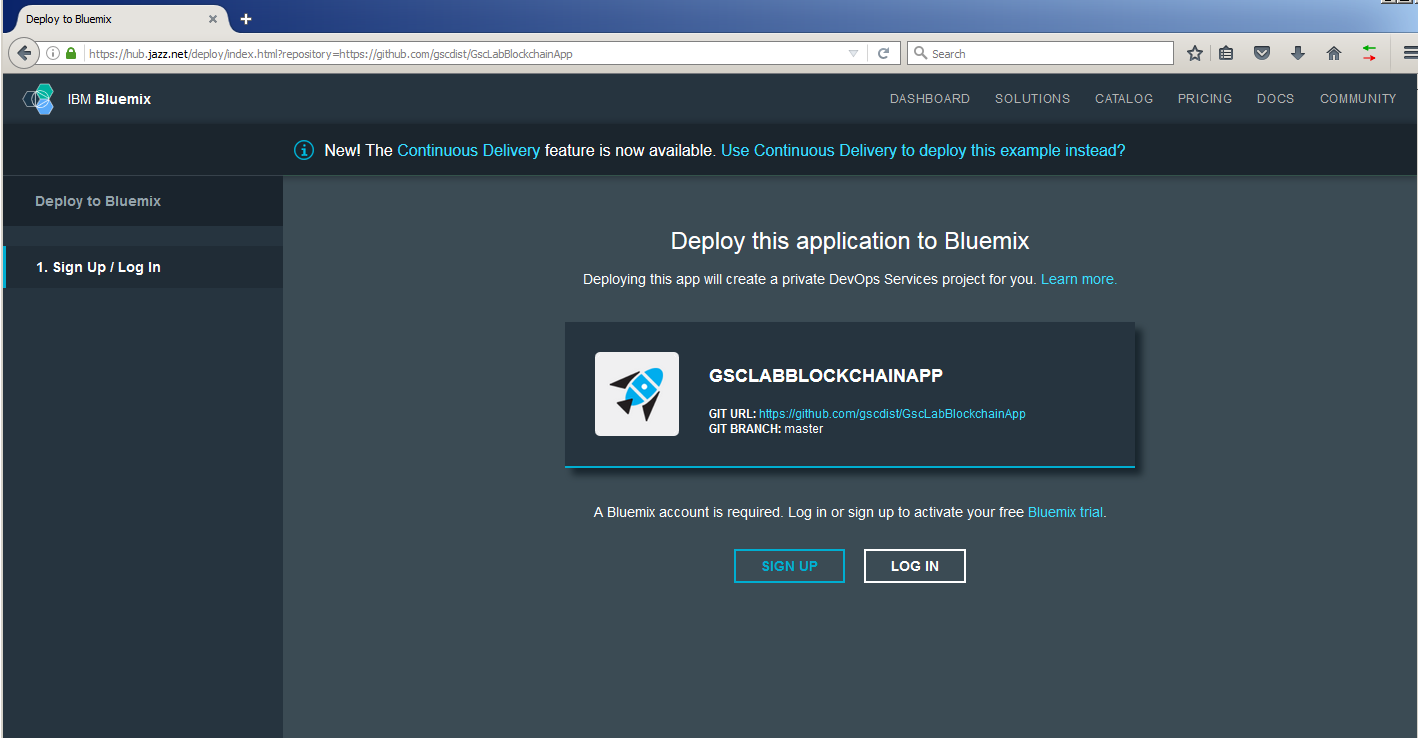 Deploy to Bluemix
https://hub.jazz.net/deploy/index.html?repository=https://github.com/gscdist/GscLabBlockchainApp
Search
IBM Bluemix
DASHBOARD SOLUTIONS CATALOG PRICING DOCS COMMUNITY
New! The Continuous Delivery feature is now available. Use Continuous Delivery to deploy this example instead?
Deploy to Bluemix
1. Sign Up / Log In
Deploy this application to Bluemix
Deploying this app will create a private DevOps Services project for you. Learn more.
GSCLABBLOCKCHAINAPP
GIT URL: https://github.com/gscdist/GscLabBlockchainApp
GIT BRANCH: master
A Bluemix account is required. Log in or sign up to activate your free Bluemix trial.
SIGN UP LOG IN